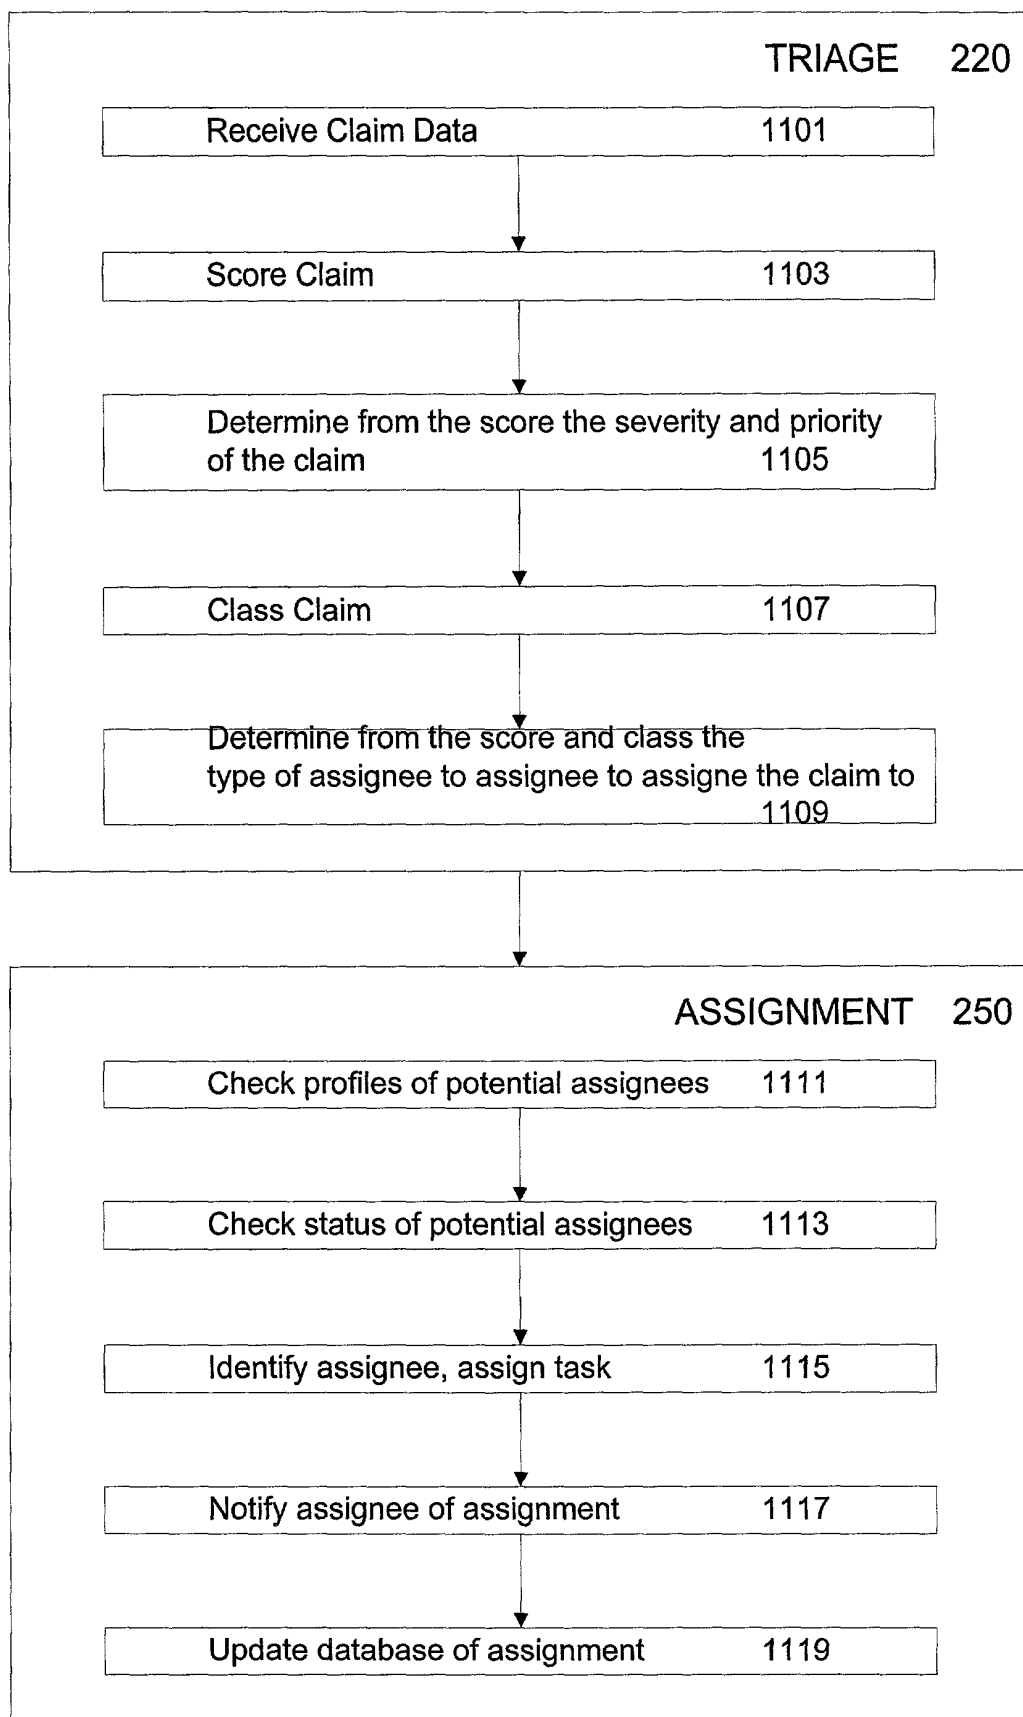 TRIAGE 220
Receive Claim Data 1101
Score Claim 1103
Determine from the score the severity and priority
of the claim 1105
Class Claim 1107
Determine from the score and class the
type of assignee to assignee to assigne the claim to
1109
ASSIGNMENT 250
Check profiles of potential assignees 1111
Check status of potential assignees 1113
Identify assignee, assign task 1115
Notify assignee of assignment 1117
Update database of assignment 1119